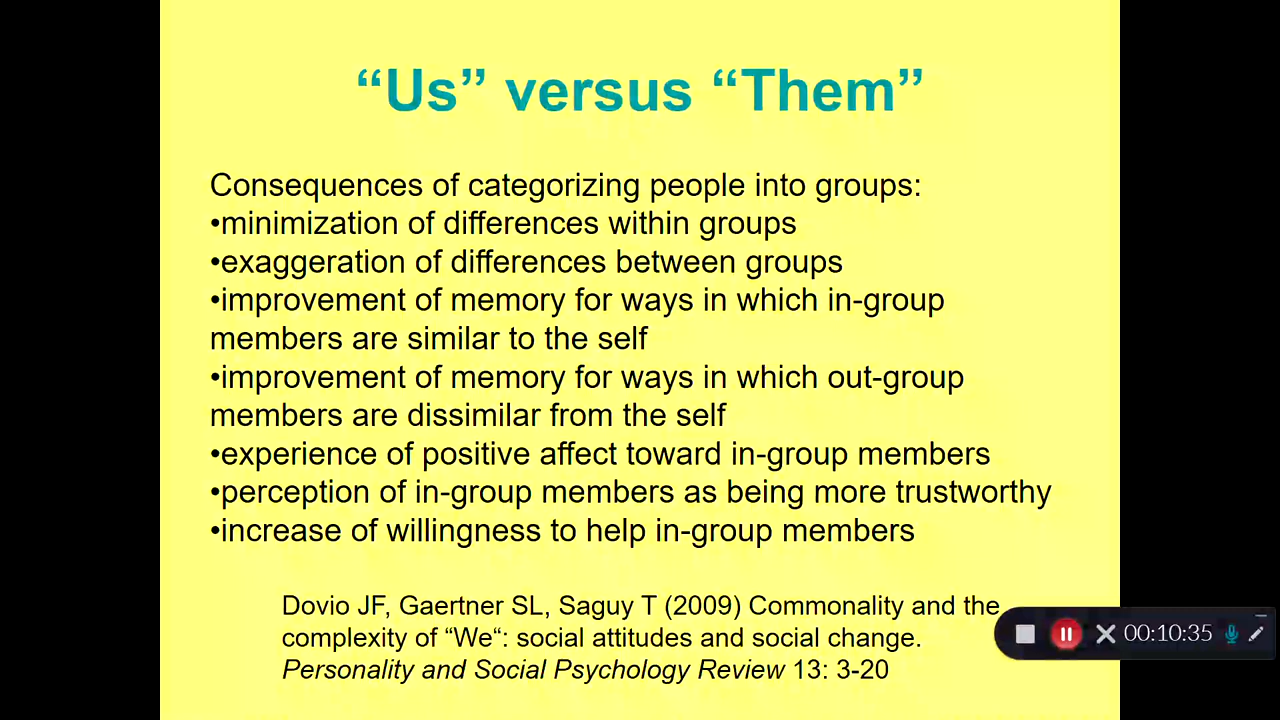 “Us” versus “Them”
Consequences of categorizing people into groups:
•minimization of differences within groups
•exaggeration of differences between groups
•improvement of memory for ways in which in-group
members are similar to the self
•improvement of memory for ways in which out-group
members are dissimilar from the self
•experience of positive affect toward in-group members
•perception of in-group members as being more trustworthy
•increase of willingness to help in-group members
Dovio JF, Gaertner SL, Saguy T (2009) Commonality and the
complexity of “We“: social attitudes and social change.
Personality and Social Psychology Review 13: 3-20
00:10:35